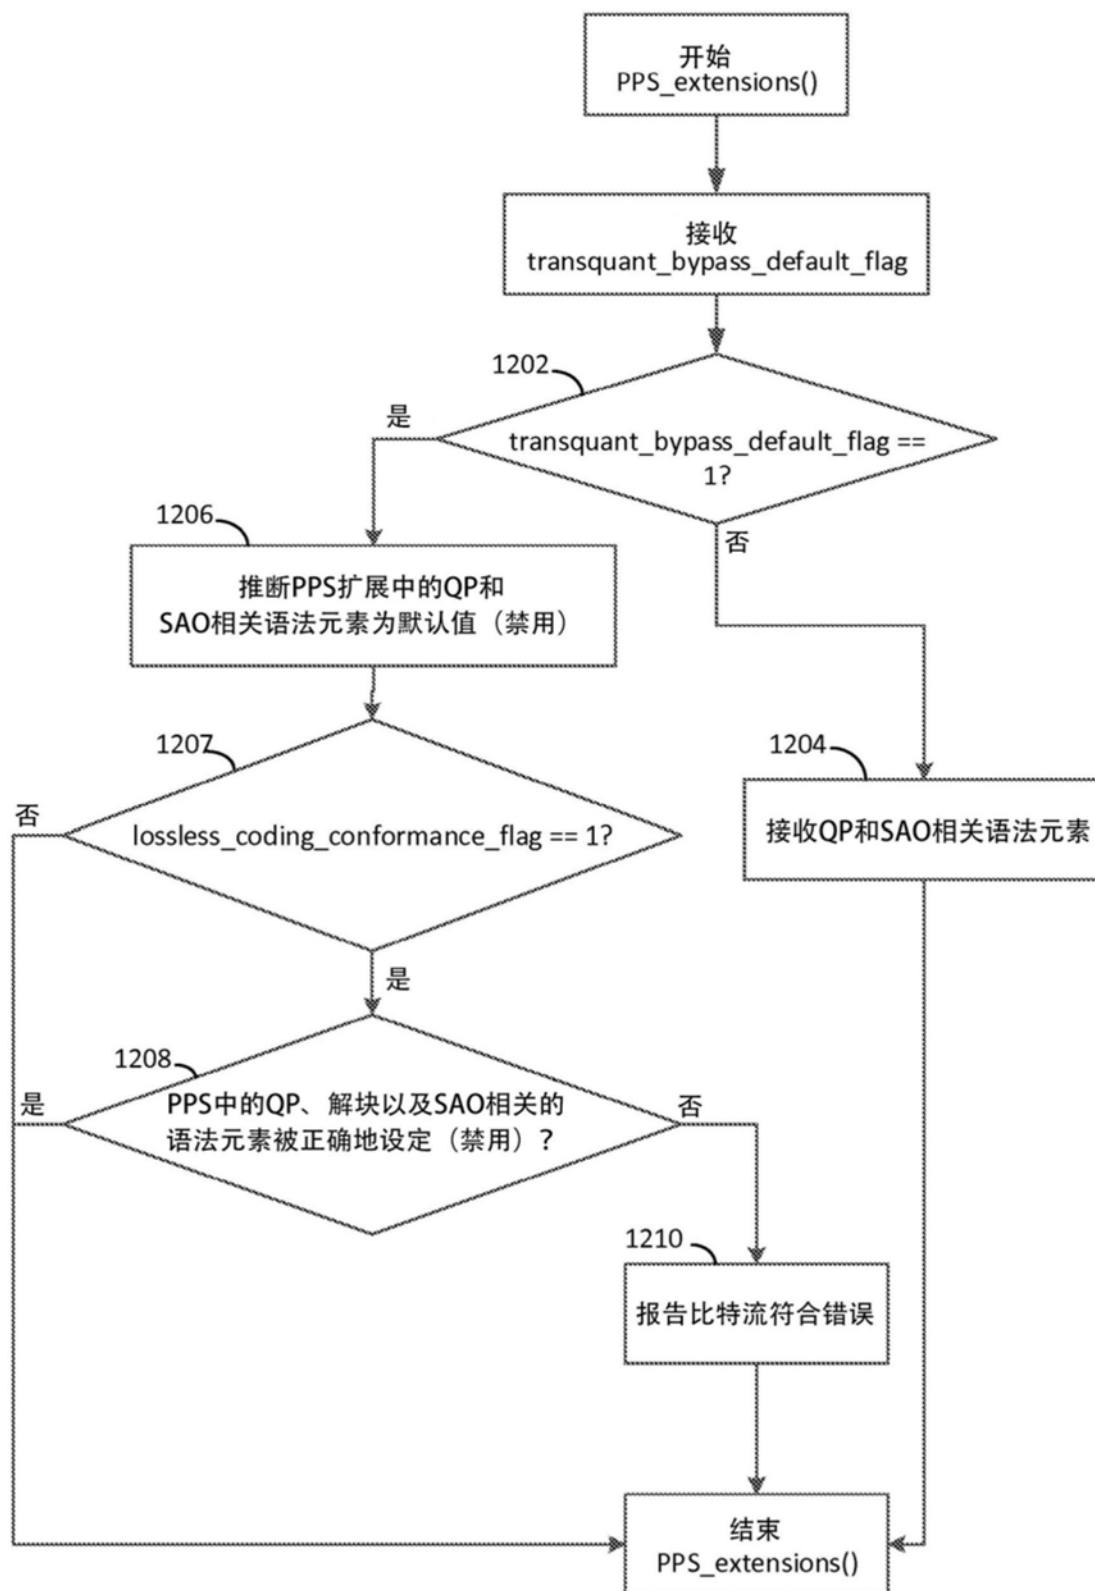 开始
PPS_extensions()
接收
transquant_bypass_default_flag
1202
是
transquant_bypass_default_flag ==
1?
1206
否
推断PPS扩展中的QP和
SAO相关语法元素为默认值（禁用）
1207
1204
否
lossless_coding_conformance_flag == 1?
接收QP和SAO相关语法元素
是
1208
是
PPS中的QP、解块以及SAO相关的
语法元素被正确地设定（禁用）？
否
1210
报告比特流符合错误
结束
PPS_extensions()